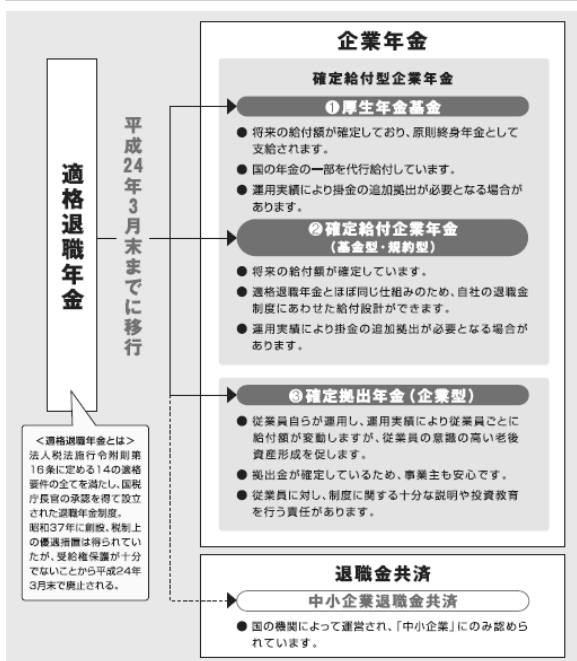 企業年金
確定給付型企業年金
❶厚生年金基金
● 将来の給付額が確定しており、原則終身年金として
支給されます。
● 国の年金の一部を代行給付しています。
● 運用実績により掛金の追加拠出が必要となる場合が
あります。
❷確定給付企業年金
(基金型・規約型)
● 将来の給付額が確定しています。
● 適格退職年金とほぼ同じ仕組みのため、自社の退職金
制度にあわせた給付設計ができます。
● 運用実績により掛金の追加拠出が必要となる場合が
あります。
❸確定拠出年金(企業型)
● 従業員自らが運用し、運用実績により従業員ごとに
給付額が変動しますが、従業員の意識の高い老後
資産形成を促します。
● 拠出金が確定しているため、事業主も安心です。
● 従業員に対し、制度に関する十分な説明や投資教育
を行う責任があります。
退職金共済
中小企業退職金共済
● 国の機関によって運営され、「中小企業」にのみ認めら
れています。
平成24年3月末までに移行
適格退職年金
<適格退職年金とは>
法人税法施行令附則第
16条に定める14の適格
要件の全てを満たし、国税
庁長官の承認を得て設立
された退職年金制度。
昭和37年に創設、税制上
の優遇措置は得られてい
たが、受給権保護が十分
でないことから平成24年
3月末で廃止される。